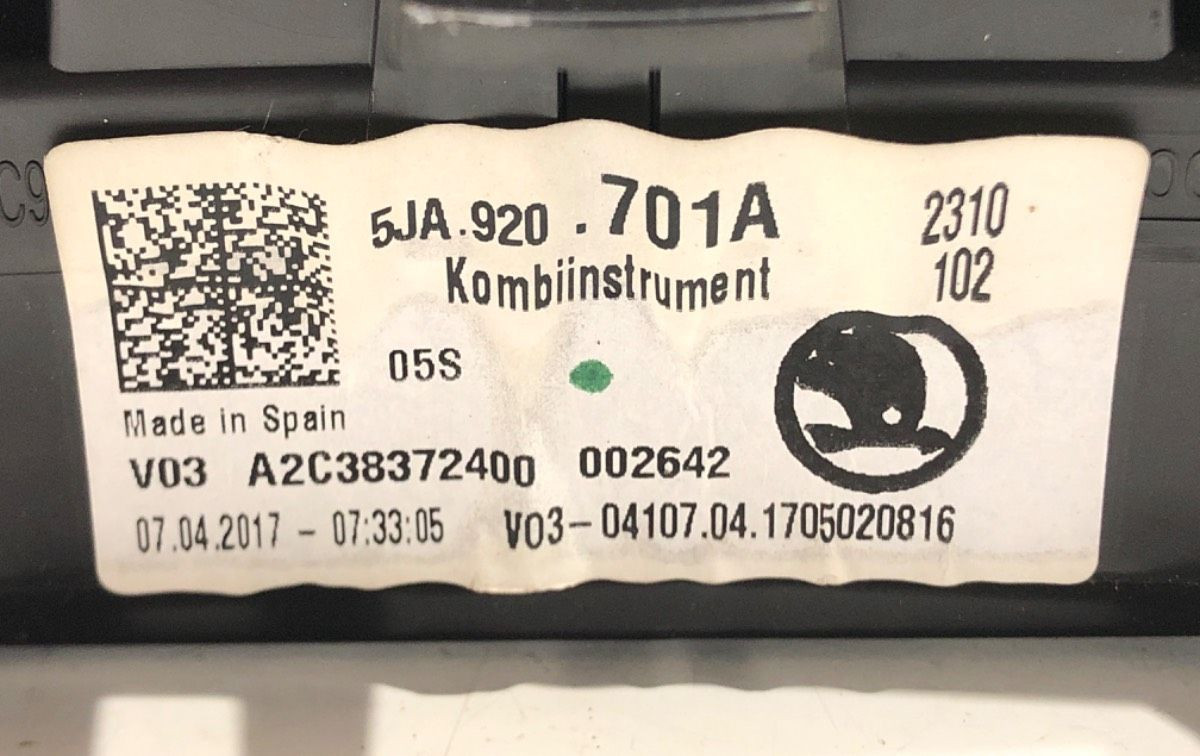 5JA.920.701A 2310
Kombiinstrument 102
05S
Made in Spain
V03 A2C38372400 002642
07.04.2017 - 07:33:05 V03-04107.04.1705020816
C9